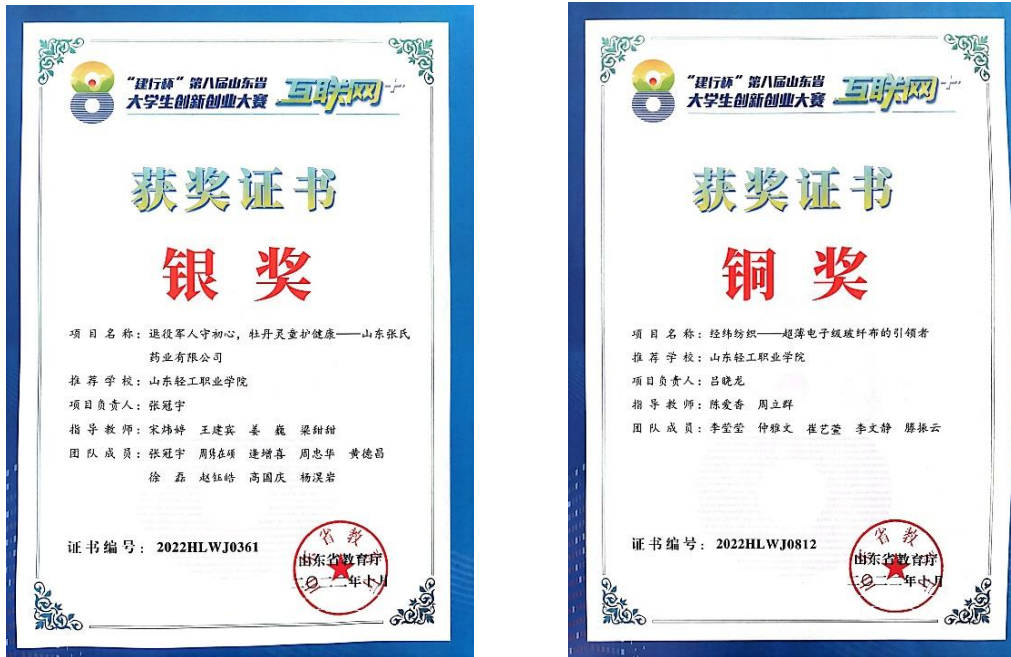 “建行杯”第八届山东省
大学生创新创业大赛
互联网+
获奖证书
银奖
项目名称：退役军人守初心，牡丹灵童护健康——山东张氏
药业有限公司
推荐学校：山东轻工职业学院
项目负责人：张冠宇
指导教师：宋炜婷 王建宾 姜巍 梁甜甜
团队成员：张冠宇 逄增喜 周忠华 黄德昌
徐磊 赵钰皓 高国庆 杨淏岩
证书编号：2022HLWJ0361
山东省教育厅
二〇二二年十月
“建行杯”第八届山东省
大学生创新创业大赛
互联网+
获奖证书
铜奖
项目名称：经纬纺织——超薄电子级玻纤布的引领者
推荐学校：山东轻工职业学院
项目负责人：吕晓龙
指导教师：陈爱香 周立群
团队成员：李莹莹 仲雅文 崔艺萱 李文静 滕振云
证书编号：2022HLWJ0812
山东省教育厅
二〇二二年十月